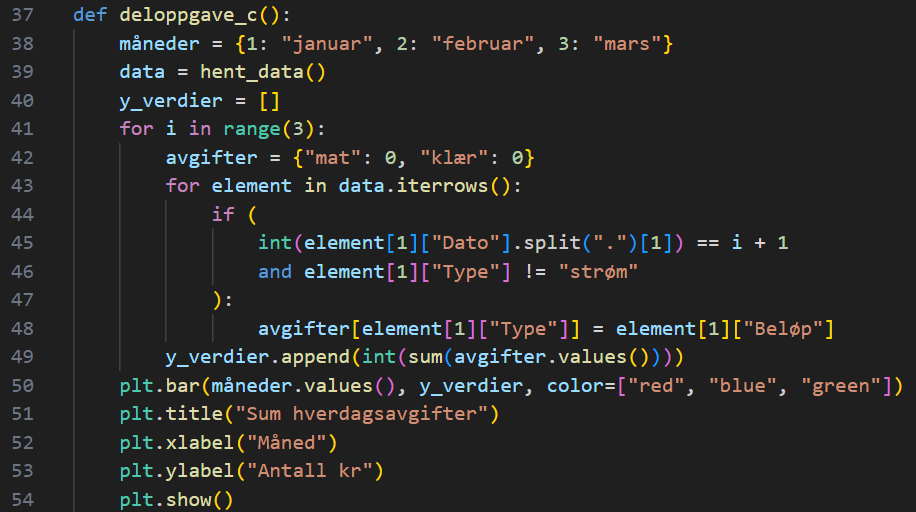 37 def deloppgave_c():
38     måneder = {1: "januar", 2: "februar", 3: "mars"}
39     data = hent_data()
40     y_verdier = []
41     for i in range(3):
42         avgifter = {"mat": 0, "klær": 0}
43         for element in data.iterrows():
44             if (
45                 int(element[1]["Dato"].split(".")[1]) == i + 1
46                 and element[1]["Type"] != "strøm"
47             ):
48                 avgifter[element[1]["Type"]] = element[1]["Beløp"]
49         y_verdier.append(int(sum(avgifter.values())))
50     plt.bar(måneder.values(), y_verdier, color=["red", "blue", "green"])
51     plt.title("Sum hverdagsavgifter")
52     plt.xlabel("Måned")
53     plt.ylabel("Antall kr")
54     plt.show()